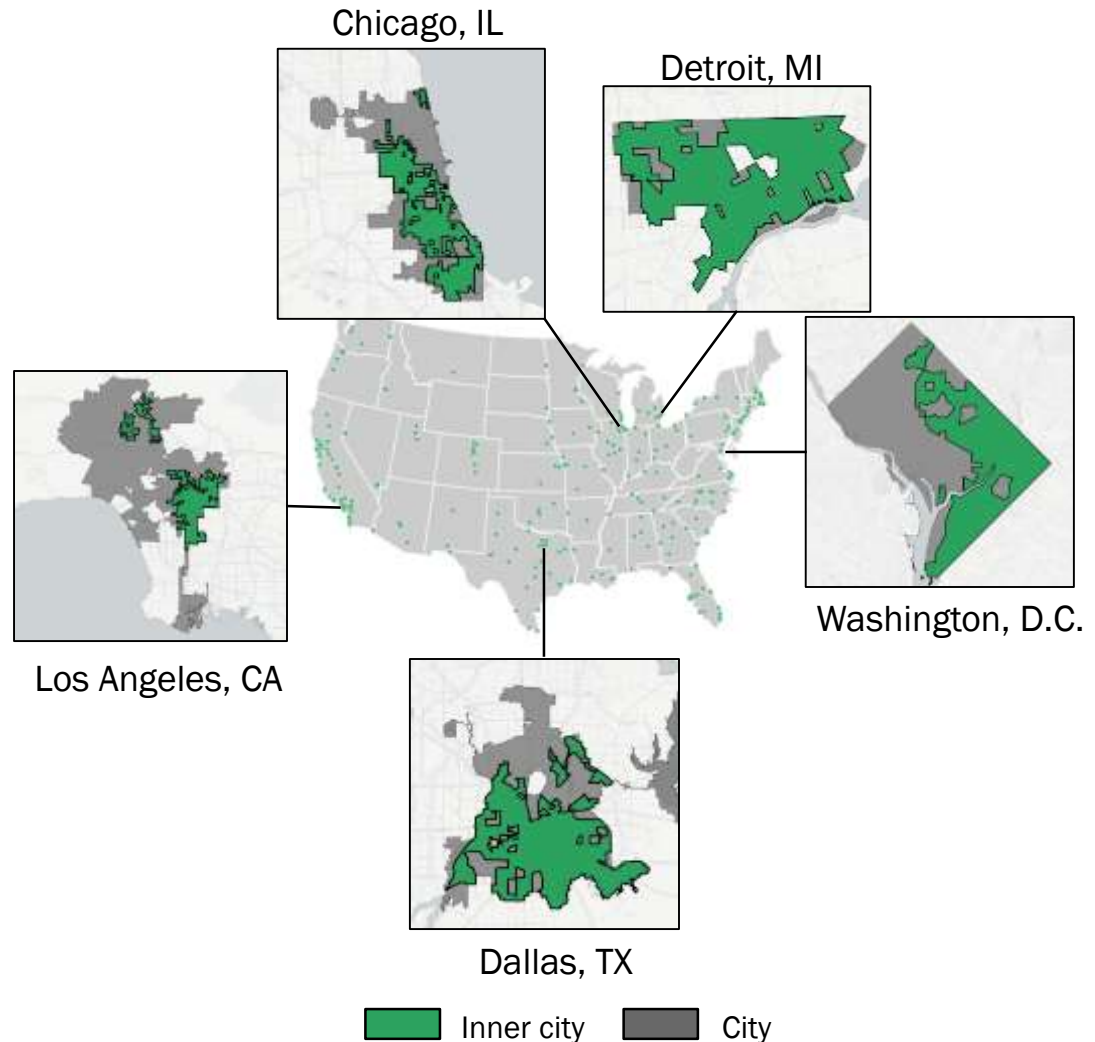 Chicago, IL
Detroit, MI
Los Angeles, CA
Washington, D.C.
Dallas, TX
Inner city
City